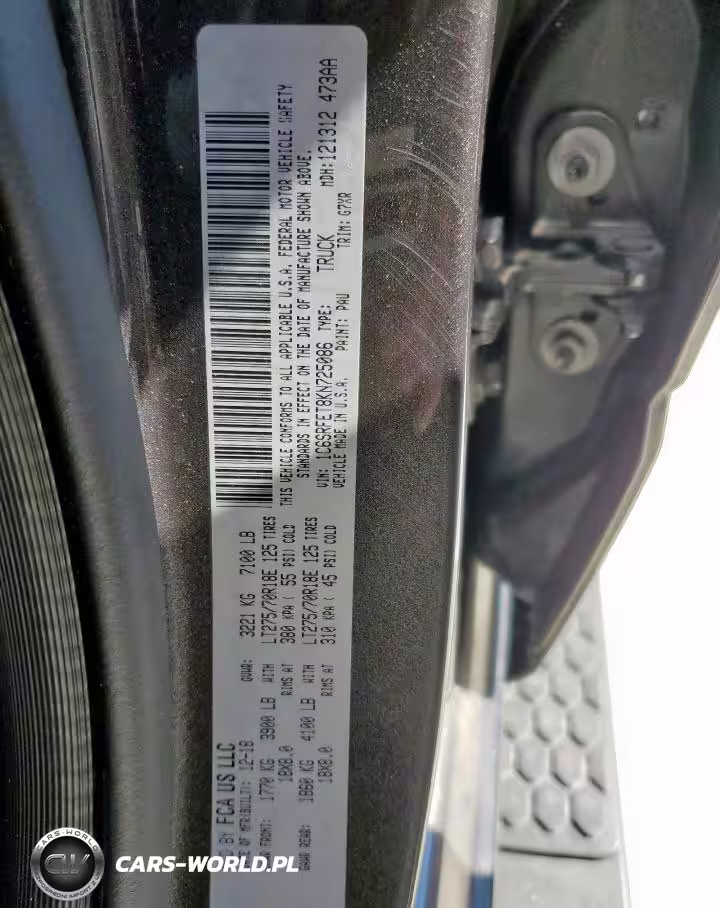 D BY FCA US LLC
E OF MFR(BUILT): 12-18 GVWR: 3221 KG 7100 LB
R FRONT: 1770 KG 3900 LB WITH LT275/70R18E 125 TIRES
18X8.0 RIMS AT 380 KPA ( 55 PSI) COLD
GAWR REAR: 1860 KG 4100 LB WITH LT275/70R18E 125 TIRES
18X8.0 RIMS AT 310 KPA ( 45 PSI) COLD
THIS VEHICLE CONFORMS TO ALL APPLICABLE U.S.A. FEDERAL MOTOR VEHICLE SAFETY
STANDARDS IN EFFECT ON THE DATE OF MANUFACTURE SHOWN ABOVE.
VIN: 1C6SRFET8KN725086 TYPE: TRUCK MDH:121312 473AA
VEHICLE MADE IN U.S.A. PAINT: PAU TRIM: G7XR
CARS-WORLD
CW
CARS-WORLD.PL